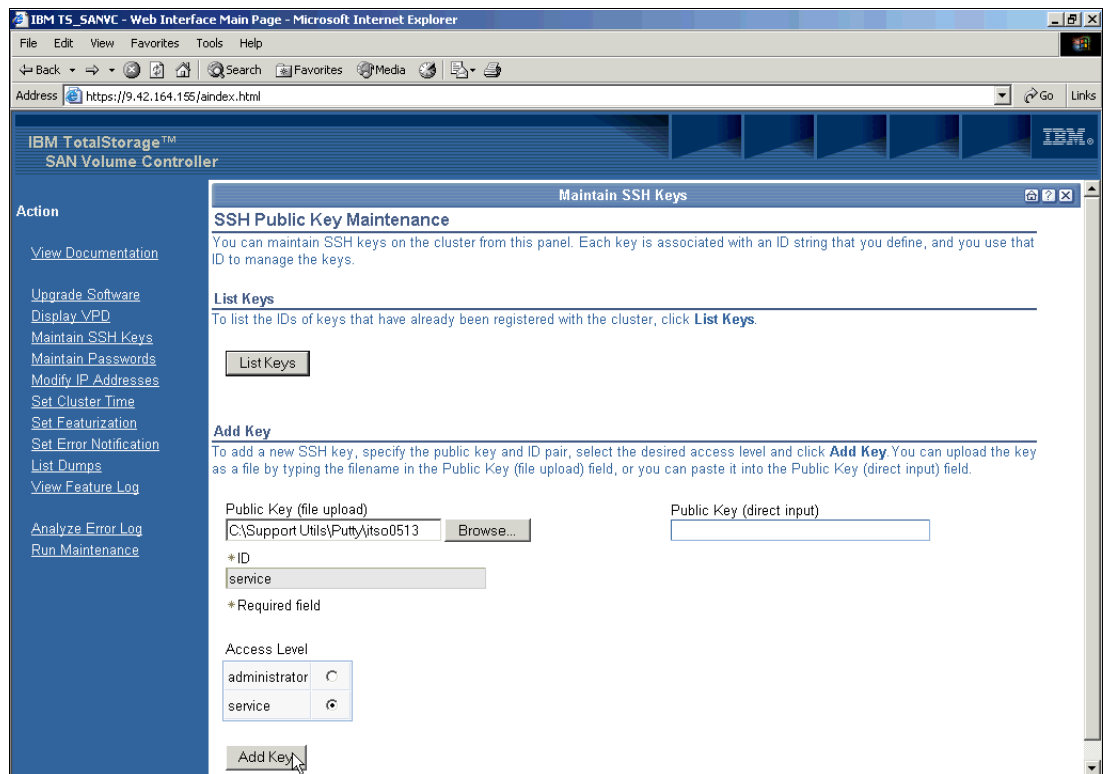 IBM TS_SANVC - Web Interface Main Page - Microsoft Internet Explorer
File Edit View Favorites Tools Help
Back Search Favorites Media
Address https://9.42.164.155/aindex.html Go Links
IBM TotalStorage™
SAN Volume Controller
IBM®
Action
View Documentation
Upgrade Software
Display VPD
Maintain SSH Keys
Maintain Passwords
Modify IP Addresses
Set Cluster Time
Set Featurization
Set Error Notification
List Dumps
View Feature Log
Analyze Error Log
Run Maintenance
Maintain SSH Keys
SSH Public Key Maintenance
You can maintain SSH keys on the cluster from this panel. Each key is associated with an ID string that you define, and you use that
ID to manage the keys.
List Keys
To list the IDs of keys that have already been registered with the cluster, click List Keys.
List Keys
Add Key
To add a new SSH key, specify the public key and ID pair, select the desired access level and click Add Key.You can upload the key
as a file by typing the filename in the Public Key (file upload) field, or you can paste it into the Public Key (direct input) field.
Public Key (file upload)
C:\Support Utils\Putty\itso0513 Browse...
Public Key (direct input)
*ID
service
*Required field
Access Level
administrator
service
Add Key